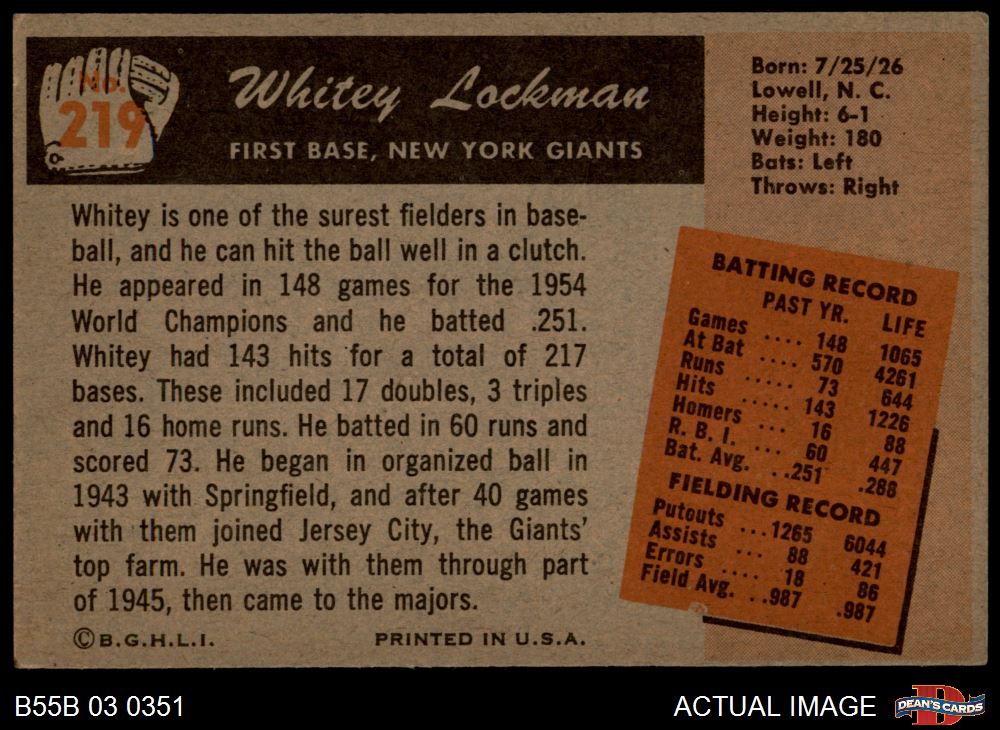 No.
219
Whitey Lockman
FIRST BASE, NEW YORK GIANTS
Born: 7/25/26
Lowell, N. C.
Height: 6-1
Weight: 180
Bats: Left
Throws: Right
Whitey is one of the surest fielders in base-
ball, and he can hit the ball well in a clutch.
He appeared in 148 games for the 1954
World Champions and he batted .251.
Whitey had 143 hits for a total of 217
bases. These included 17 doubles, 3 triples
and 16 home runs. He batted in 60 runs and
scored 73. He began in organized ball in
1943 with Springfield, and after 40 games
with them joined Jersey City, the Giants'
top farm. He was with them through part
of 1945, then came to the majors.
©B.G.H.L.I. PRINTED IN U.S.A.
BATTING RECORD
PAST YR. LIFE
Games .... 148 1065
At Bat .... 570 4261
Runs ..... 73 644
Hits ..... 143 1226
Homers ... 16 88
R. B. I. ... 60 447
Bat. Avg. ..251 .288
FIELDING RECORD
Putouts ...1265 6044
Assists ... 88 421
Errors .... 18 86
Field Avg. ..987 .987
B55B 03 0351 ACTUAL IMAGE DEAN'S CARDS